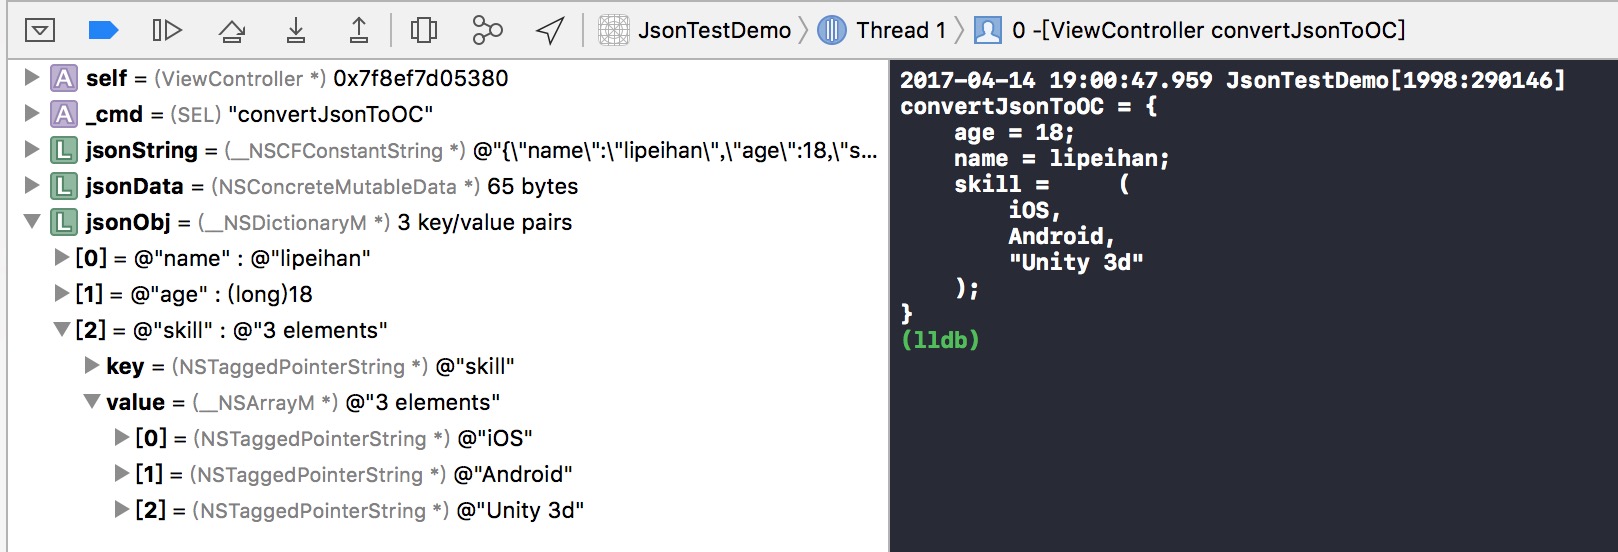 JsonTestDemo Thread 1 0 -[ViewController convertJsonToOC]
A self = (ViewController *) 0x7f8ef7d05380
A _cmd = (SEL) "convertJsonToOC"
L jsonString = (__NSCFConstantString *) @"{\"name\":\"lipeihan\",\"age\":18,\"s...
L jsonData = (NSConcreteMutableData *) 65 bytes
L jsonObj = (__NSDictionaryM *) 3 key/value pairs
[0] = @"name" : @"lipeihan"
[1] = @"age" : (long)18
[2] = @"skill" : @"3 elements"
key = (NSTaggedPointerString *) @"skill"
value = (__NSArrayM *) @"3 elements"
[0] = (NSTaggedPointerString *) @"iOS"
[1] = (NSTaggedPointerString *) @"Android"
[2] = (NSTaggedPointerString *) @"Unity 3d"
2017-04-14 19:00:47.959 JsonTestDemo[1998:290146]
convertJsonToOC = {
    age = 18;
    name = lipeihan;
    skill =     (
        iOS,
        Android,
        "Unity 3d"
    );
}
(lldb)